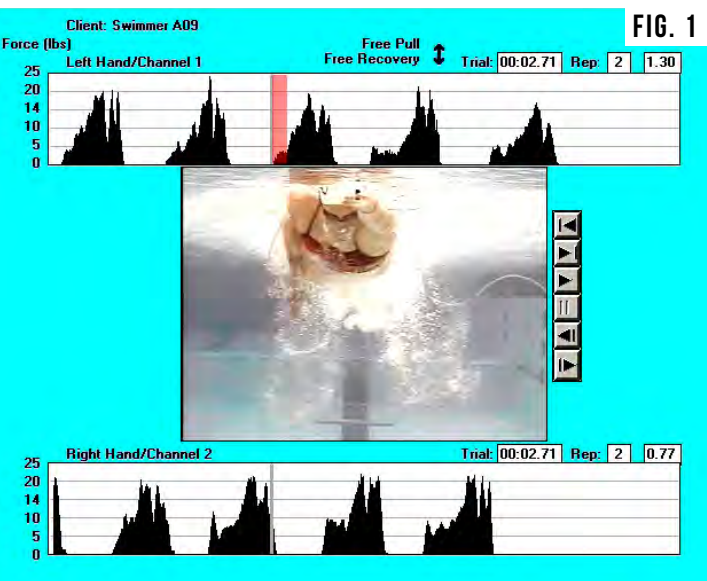 FIG. 1
Client: Swimmer A09
Force (lbs)
Left Hand/Channel 1
Free Pull
Free Recovery
Trial: 00:02.71 Rep: 2 1.30
25
20
14
10
5
0
Right Hand/Channel 2
Trial: 00:02.71 Rep: 2 0.77
25
20
14
10
5
0